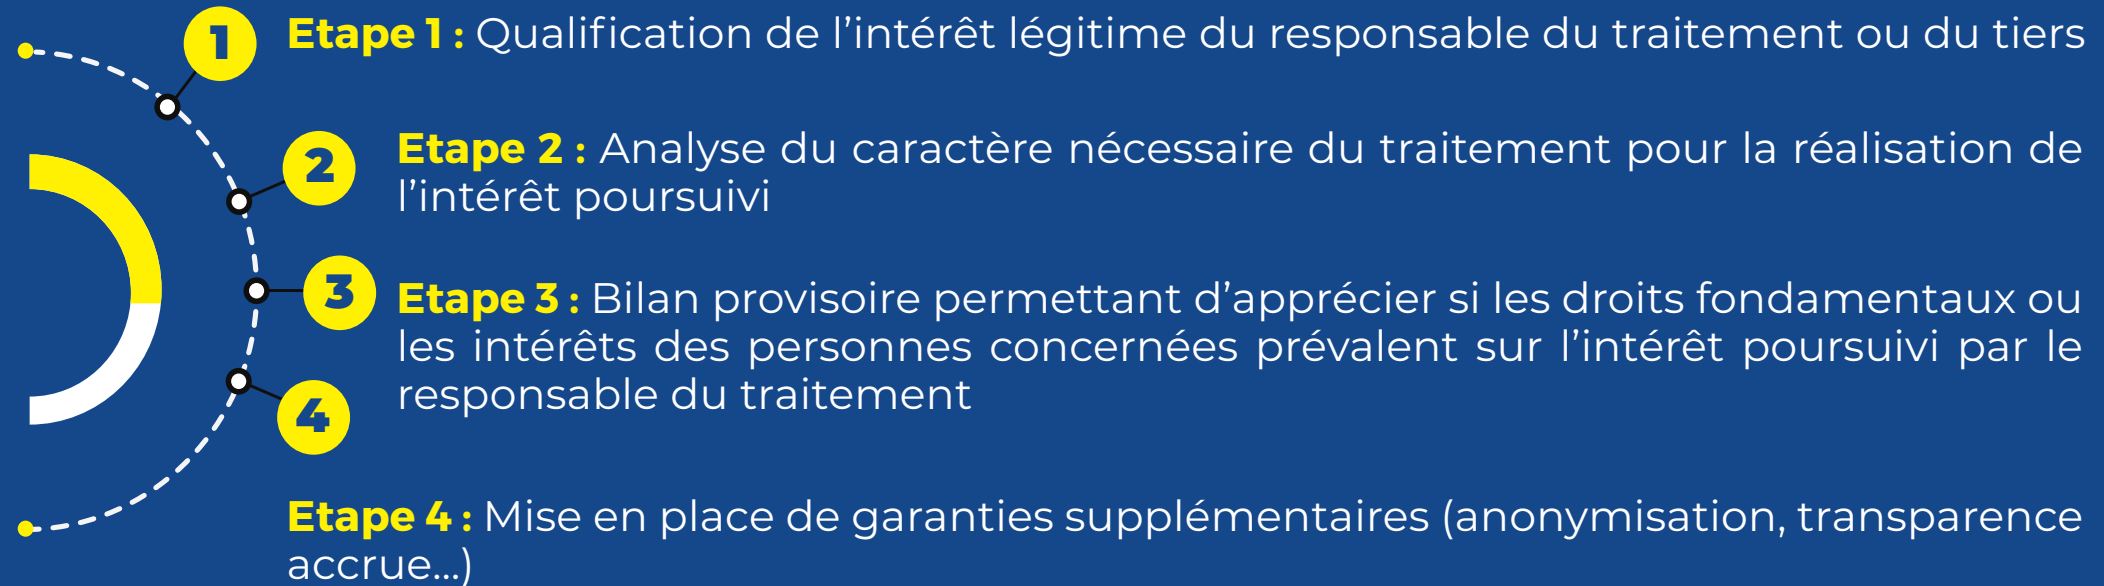 1
Etape 1 : Qualification de l’intérêt légitime du responsable du traitement ou du tiers
2
Etape 2 : Analyse du caractère nécessaire du traitement pour la réalisation de
l’intérêt poursuivi
3
Etape 3 : Bilan provisoire permettant d’apprécier si les droits fondamentaux ou
les intérêts des personnes concernées prévalent sur l’intérêt poursuivi par le
responsable du traitement
4
Etape 4 : Mise en place de garanties supplémentaires (anonymisation, transparence
accrue...)